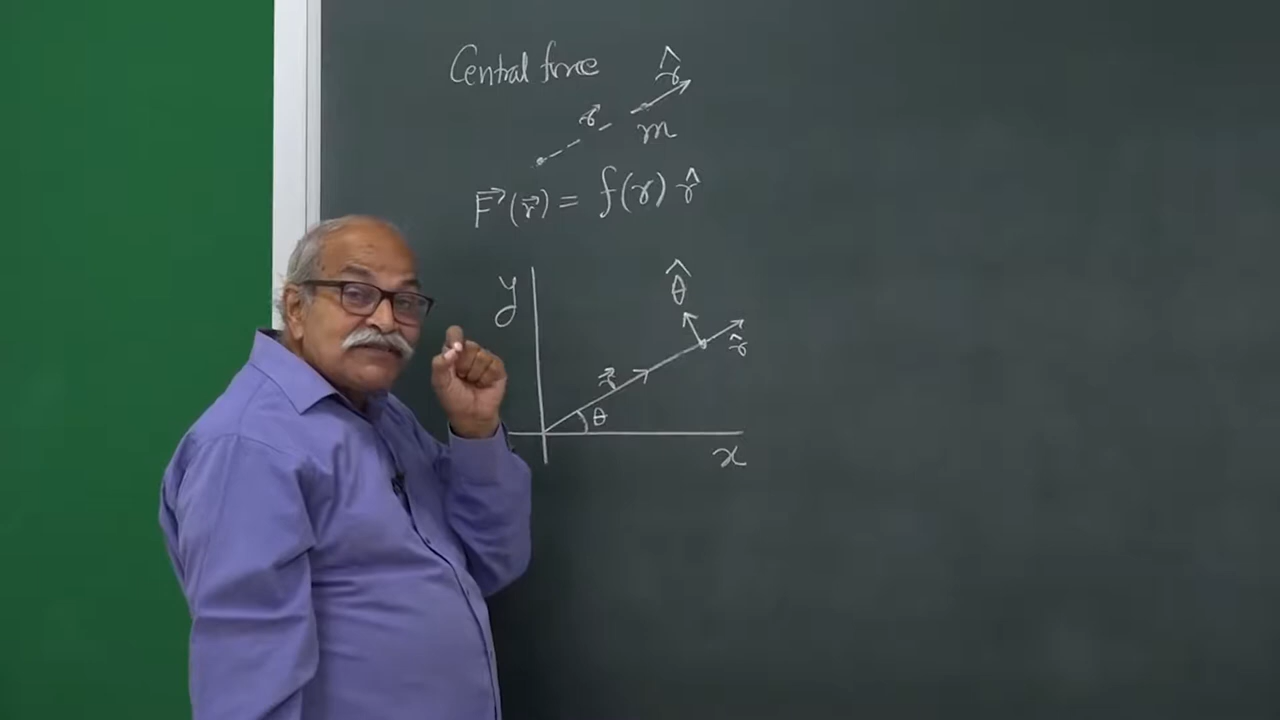 Central force
r̂
r⃗
m
F⃗(r⃗) = f(r) r̂
y
θ̂
r̂
r⃗
θ
x